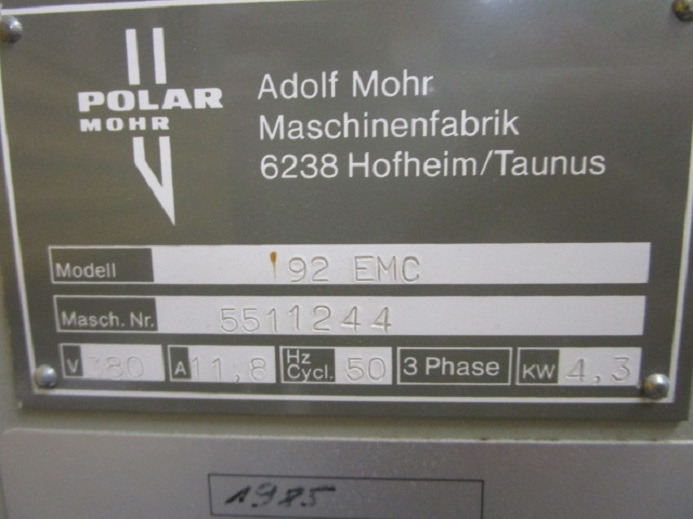 POLAR
MOHR
Adolf Mohr
Maschinenfabrik
6238 Hofheim/Taunus
Modell 92 EMC
Masch. Nr. 5511244
V 380 A 11,8 Hz Cycl. 50 3 Phase KW 4,3
1985